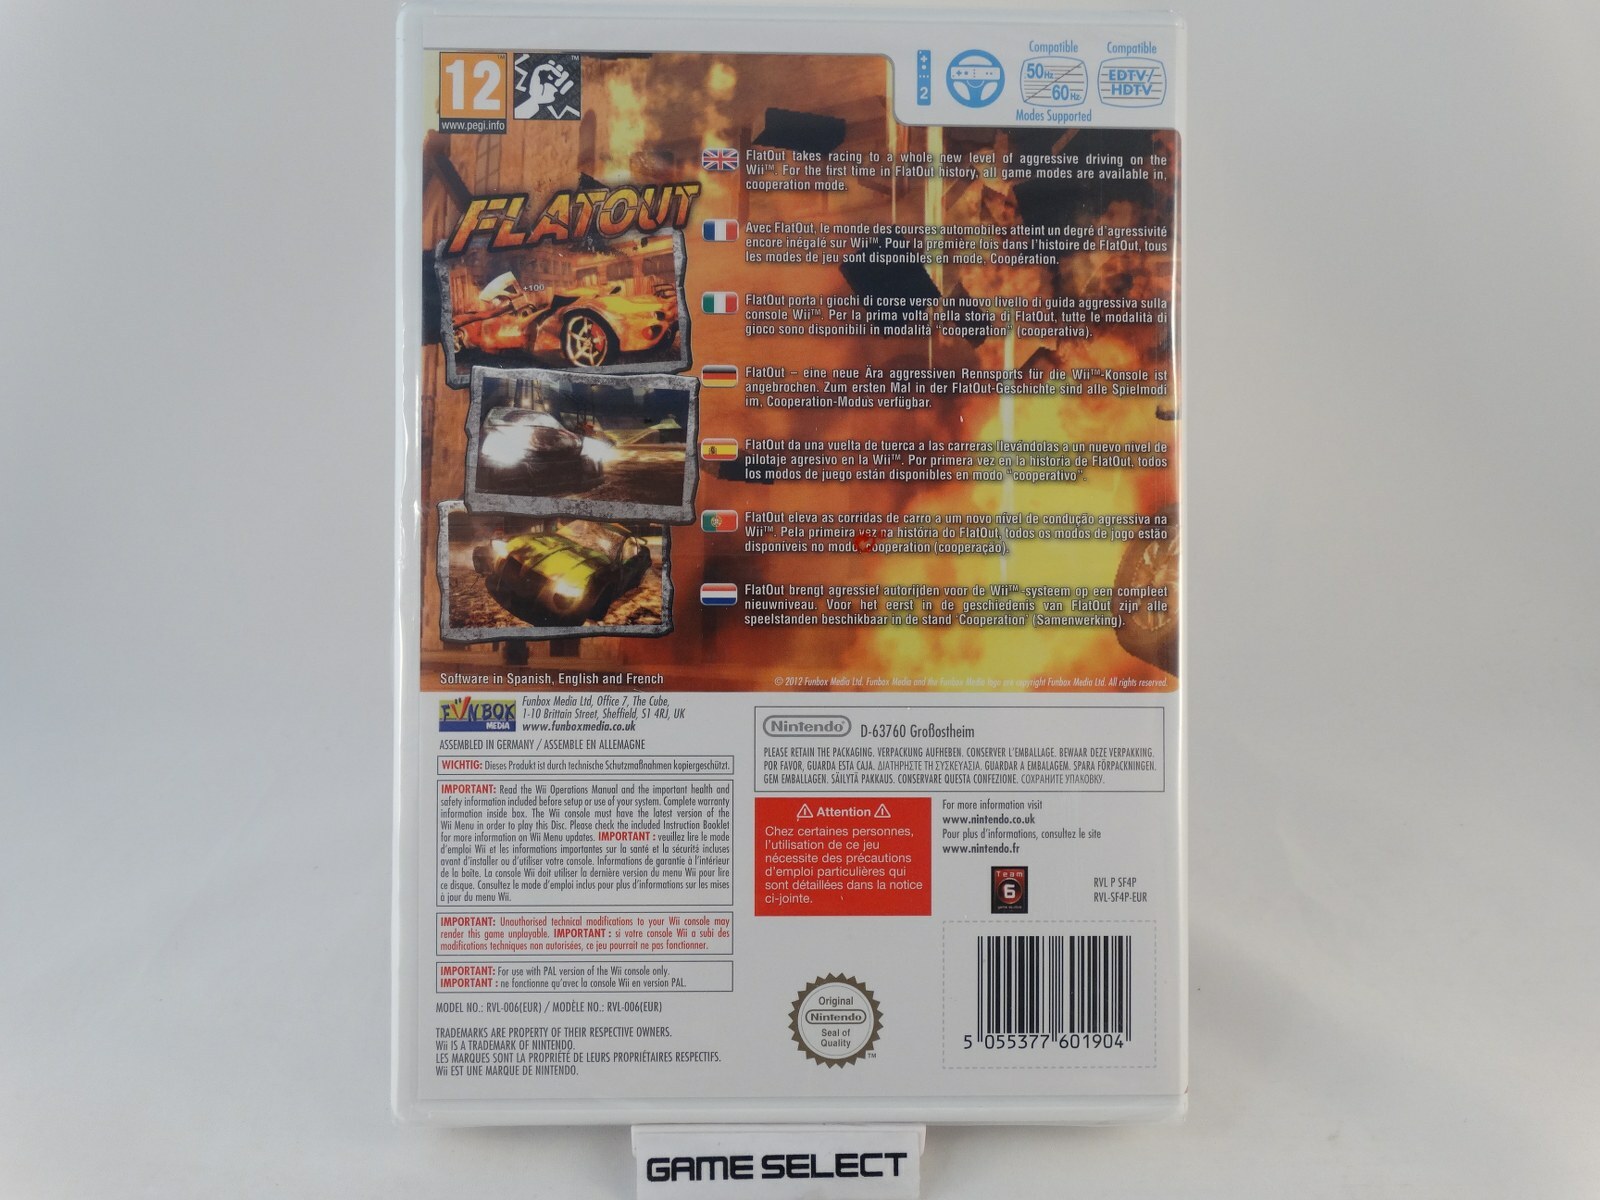 12
www.pegi.info
2
Compatible
50Hz
60Hz
Modes Supported
Compatible
EDTV/
HDTV
FLATOUT
+100
FlatOut takes racing to a whole new level of aggressive driving on the
Wii™. For the first time in FlatOut history, all game modes are available in,
cooperation mode.
Avec FlatOut, le monde des courses automobiles atteint un degré d'agressivité
encore inégalé sur Wii™. Pour la première fois dans l'histoire de FlatOut, tous
les modes de jeu sont disponibles en mode, Coopération.
FlatOut porta i giochi di corse verso un nuovo livello di guida aggressiva sulla
console Wii™. Per la prima volta nella storia di FlatOut, tutte le modalità di
gioco sono disponibili in modalità "cooperation" (cooperativa).
FlatOut – eine neue Ära aggressiven Rennsports für die Wii™-Konsole ist
angebrochen. Zum ersten Mal in der FlatOut-Geschichte sind alle Spielmodi
im, Cooperation-Modus verfügbar.
FlatOut da una vuelta de tuerca a las carreras llevándolas a un nuevo nivel de
pilotaje agresivo en la Wii™. Por primera vez en la historia de FlatOut, todos
los modos de juego están disponibles en modo "cooperativo".
FlatOut eleva as corridas de carro a um novo nível de condução agressiva na
Wii™. Pela primeira vez na história do FlatOut, todos os modos de jogo estão
disponíveis no modo Cooperation (cooperação).
FlatOut brengt agressief autorijden voor de Wii™-systeem op een compleet
nieuwniveau. Voor het eerst in de geschiedenis van FlatOut zijn alle
speelstanden beschikbaar in de stand 'Cooperation' (Samenwerking).
Software in Spanish, English and French
© 2012 Funbox Media Ltd. Funbox Media and the Funbox Media logo are copyright Funbox Media Ltd. All rights reserved.
FUNBOX
MEDIA
Funbox Media Ltd, Office 7, The Cube,
1-10 Brittain Street, Sheffield, S1 4RJ, UK
www.funboxmedia.co.uk
ASSEMBLED IN GERMANY / ASSEMBLE EN ALLEMAGNE
WICHTIG: Dieses Produkt ist durch technische Schutzmaßnahmen kopiergeschützt.
IMPORTANT: Read the Wii Operations Manual and the important health and
safety information included before setup or use of your system. Complete warranty
information inside box. The Wii console must have the latest version of the
Wii Menu in order to play this Disc. Please check the included Instruction Booklet
for more information on Wii Menu updates. IMPORTANT : veuillez lire le mode
d'emploi Wii et les informations importantes sur la santé et la sécurité incluses
avant d'installer ou d'utiliser votre console. Informations de garantie à l'intérieur
de la boîte. La console Wii doit utiliser la dernière version du menu Wii pour lire
ce disque. Consultez le mode d'emploi inclus pour plus d'informations sur les mises
à jour du menu Wii.
IMPORTANT: Unauthorised technical modifications to your Wii console may
render this game unplayable. IMPORTANT : si votre console Wii a subi des
modifications techniques non autorisées, ce jeu pourrait ne pas fonctionner.
IMPORTANT: For use with PAL version of the Wii console only.
IMPORTANT : ne fonctionne qu'avec la console Wii en version PAL.
MODEL NO.: RVL-006(EUR) / MODÈLE NO.: RVL-006(EUR)
TRADEMARKS ARE PROPERTY OF THEIR RESPECTIVE OWNERS.
Wii IS A TRADEMARK OF NINTENDO.
LES MARQUES SONT LA PROPRIÉTÉ DE LEURS PROPRIÉTAIRES RESPECTIFS.
Wii EST UNE MARQUE DE NINTENDO.
Nintendo D-63760 Großostheim
PLEASE RETAIN THE PACKAGING. VERPACKUNG AUFHEBEN. CONSERVER L'EMBALLAGE. BEWAAR DEZE VERPAKKING.
POR FAVOR, GUARDA ESTA CAJA. ΔΙΑΤΗΡΗΣΤΕ ΤΗ ΣΥΣΚΕΥΑΣΙΑ. GUARDAR A EMBALAGEM. SPARA FÖRPACKNINGEN.
GEM EMBALLAGEN. SÄILYTÄ PAKKAUS. CONSERVARE QUESTA CONFEZIONE. СОХРАНИТЕ УПАКОВКУ.
Attention
Chez certaines personnes,
l'utilisation de ce jeu
nécessite des précautions
d'emploi particulières qui
sont détaillées dans la notice
ci-jointe.
For more information visit
www.nintendo.co.uk
Pour plus d'informations, consultez le site
www.nintendo.fr
Team
6
RVL P SF4P
RVL-SF4P-EUR
Original
Nintendo
Seal of
Quality
™
5 055377 601904
GAME SELECT